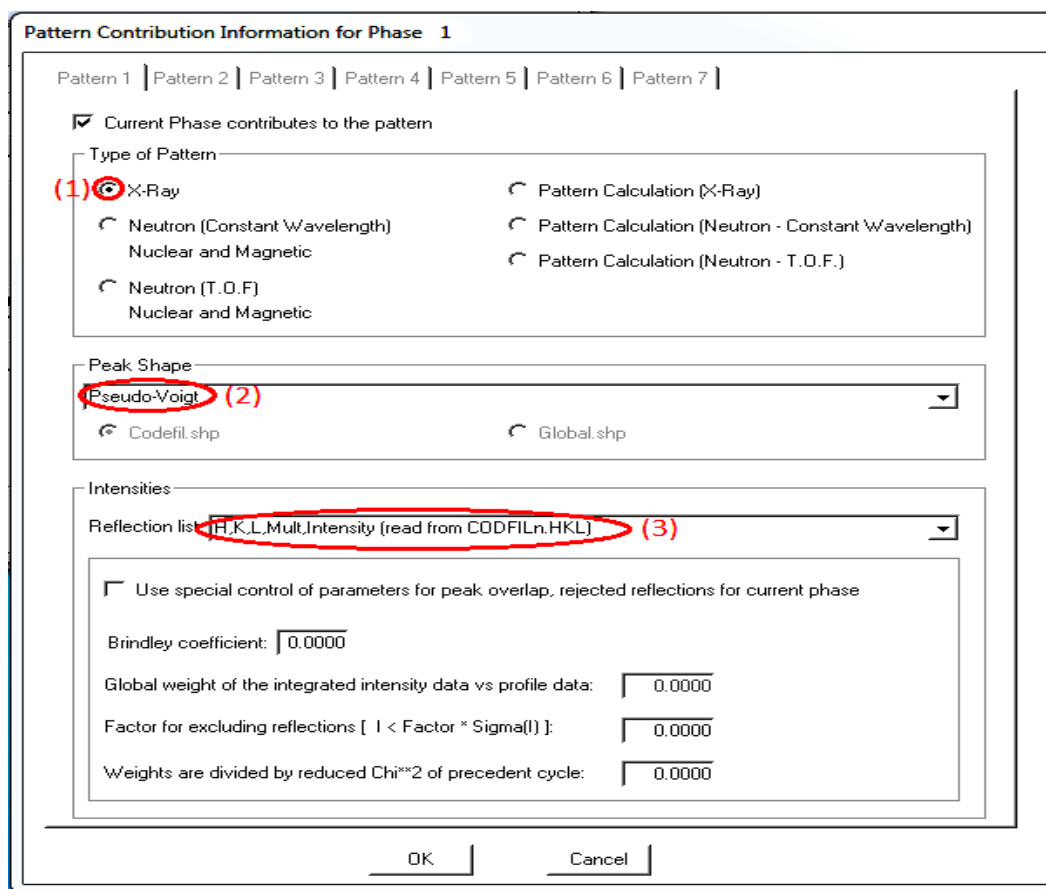 Pattern Contribution Information for Phase 1
Pattern 1 Pattern 2 Pattern 3 Pattern 4 Pattern 5 Pattern 6 Pattern 7
Current Phase contributes to the pattern
Type of Pattern
(1) X-Ray Pattern Calculation (X-Ray)
Neutron (Constant Wavelength) Pattern Calculation (Neutron - Constant Wavelength)
Nuclear and Magnetic
Pattern Calculation (Neutron - T.O.F.)
Neutron (T.O.F)
Nuclear and Magnetic
Peak Shape
Pseudo-Voigt (2)
Codefil.shp Global.shp
Intensities
Reflection list: H,K,L,Mult,Intensity (read from CODFILn.HKL) (3)
Use special control of parameters for peak overlap, rejected reflections for current phase
Brindley coefficient: 0.0000
Global weight of the integrated intensity data vs profile data: 0.0000
Factor for excluding reflections [ I < Factor * Sigma(I) ]: 0.0000
Weights are divided by reduced Chi**2 of precedent cycle: 0.0000
OK Cancel